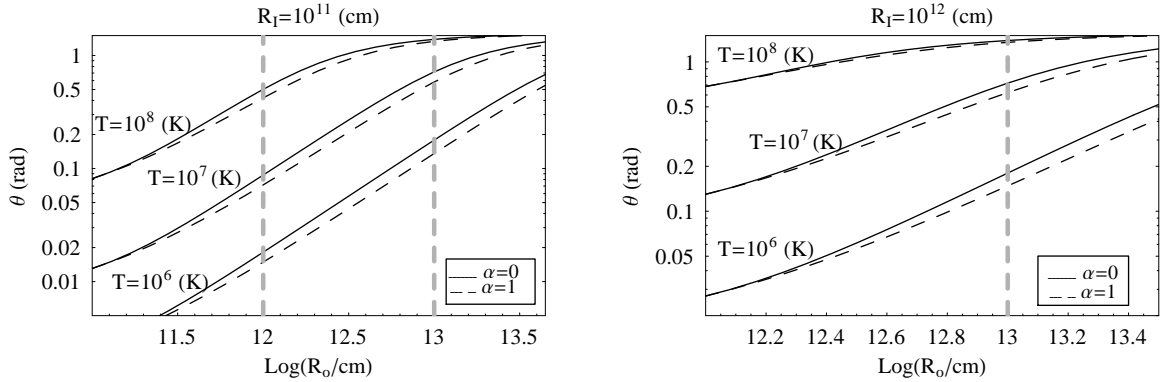 R_I=10^11 (cm)
1
0.5
0.2
0.1
0.05
0.02
0.01
θ (rad)
T=10^8 (K)
T=10^7 (K)
T=10^6 (K)
α=0
α=1
11.5 12 12.5 13 13.5
Log(R_o/cm)
R_I=10^12 (cm)
1
0.5
0.2
0.1
0.05
θ (rad)
T=10^8 (K)
T=10^7 (K)
T=10^6 (K)
α=0
α=1
12.2 12.4 12.6 12.8 13 13.2 13.4
Log(R_o/cm)